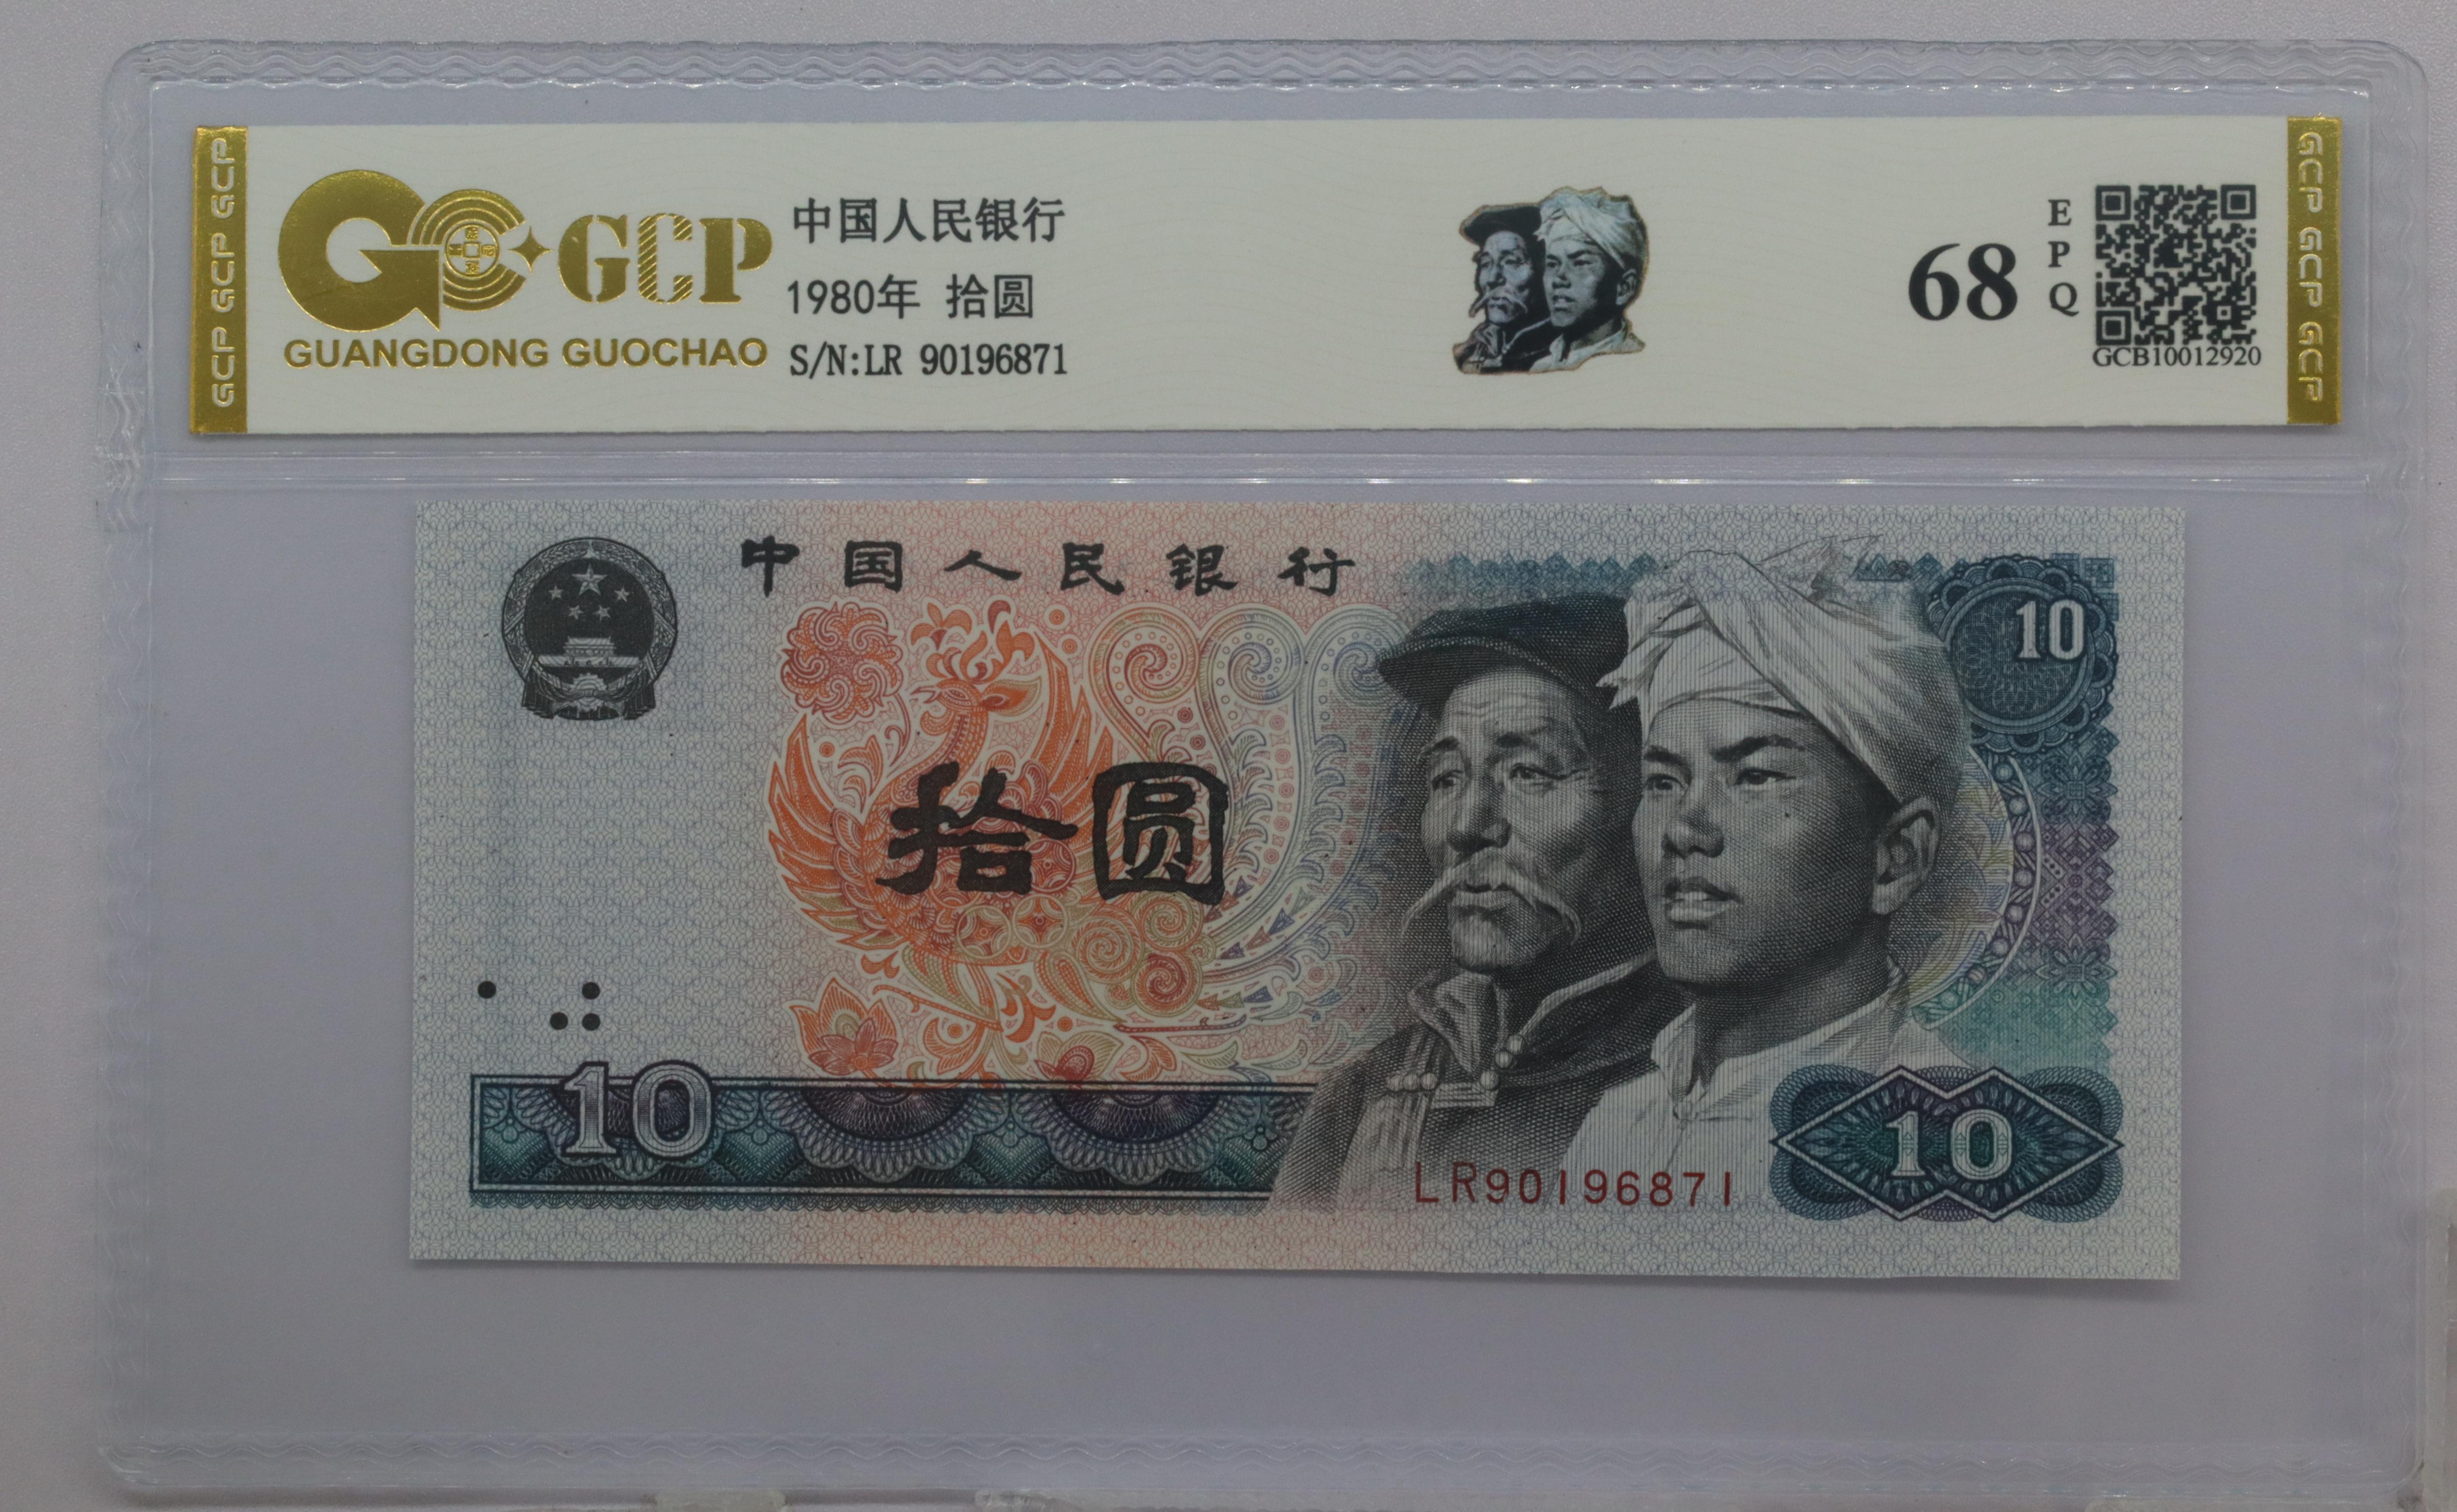 GCP GCP GCP
GCP
GUANGDONG GUOCHAO
中国人民银行
1980年 拾圆
S/N:LR 90196871
68
E
P
Q
GCB10012920
GCP GCP GCP
中国人民银行
10
拾圆
10
10
LR90196871